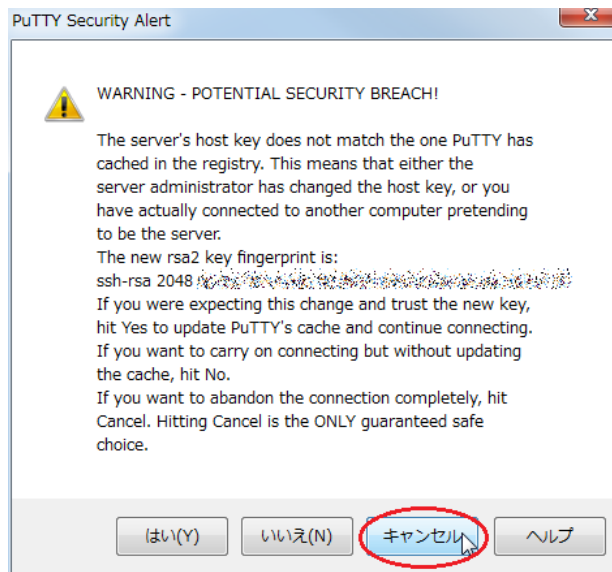 PuTTY Security Alert
WARNING - POTENTIAL SECURITY BREACH!
The server's host key does not match the one PuTTY has
cached in the registry. This means that either the
server administrator has changed the host key, or you
have actually connected to another computer pretending
to be the server.
The new rsa2 key fingerprint is:
ssh-rsa 2048
If you were expecting this change and trust the new key,
hit Yes to update PuTTY's cache and continue connecting.
If you want to carry on connecting but without updating
the cache, hit No.
If you want to abandon the connection completely, hit
Cancel. Hitting Cancel is the ONLY guaranteed safe
choice.
はい(Y) いいえ(N) キャンセル ヘルプ